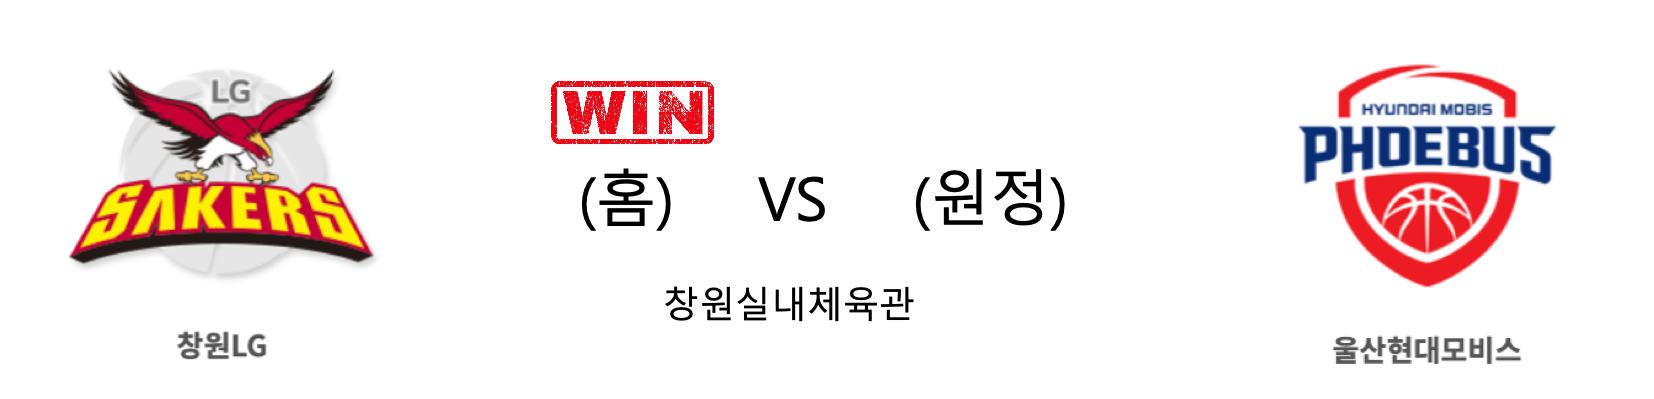 LG
SAKERS
창원LG
WIN
(홈) VS (원정)
창원실내체육관
HYUNDAI MOBIS
PHOEBUS
울산현대모비스